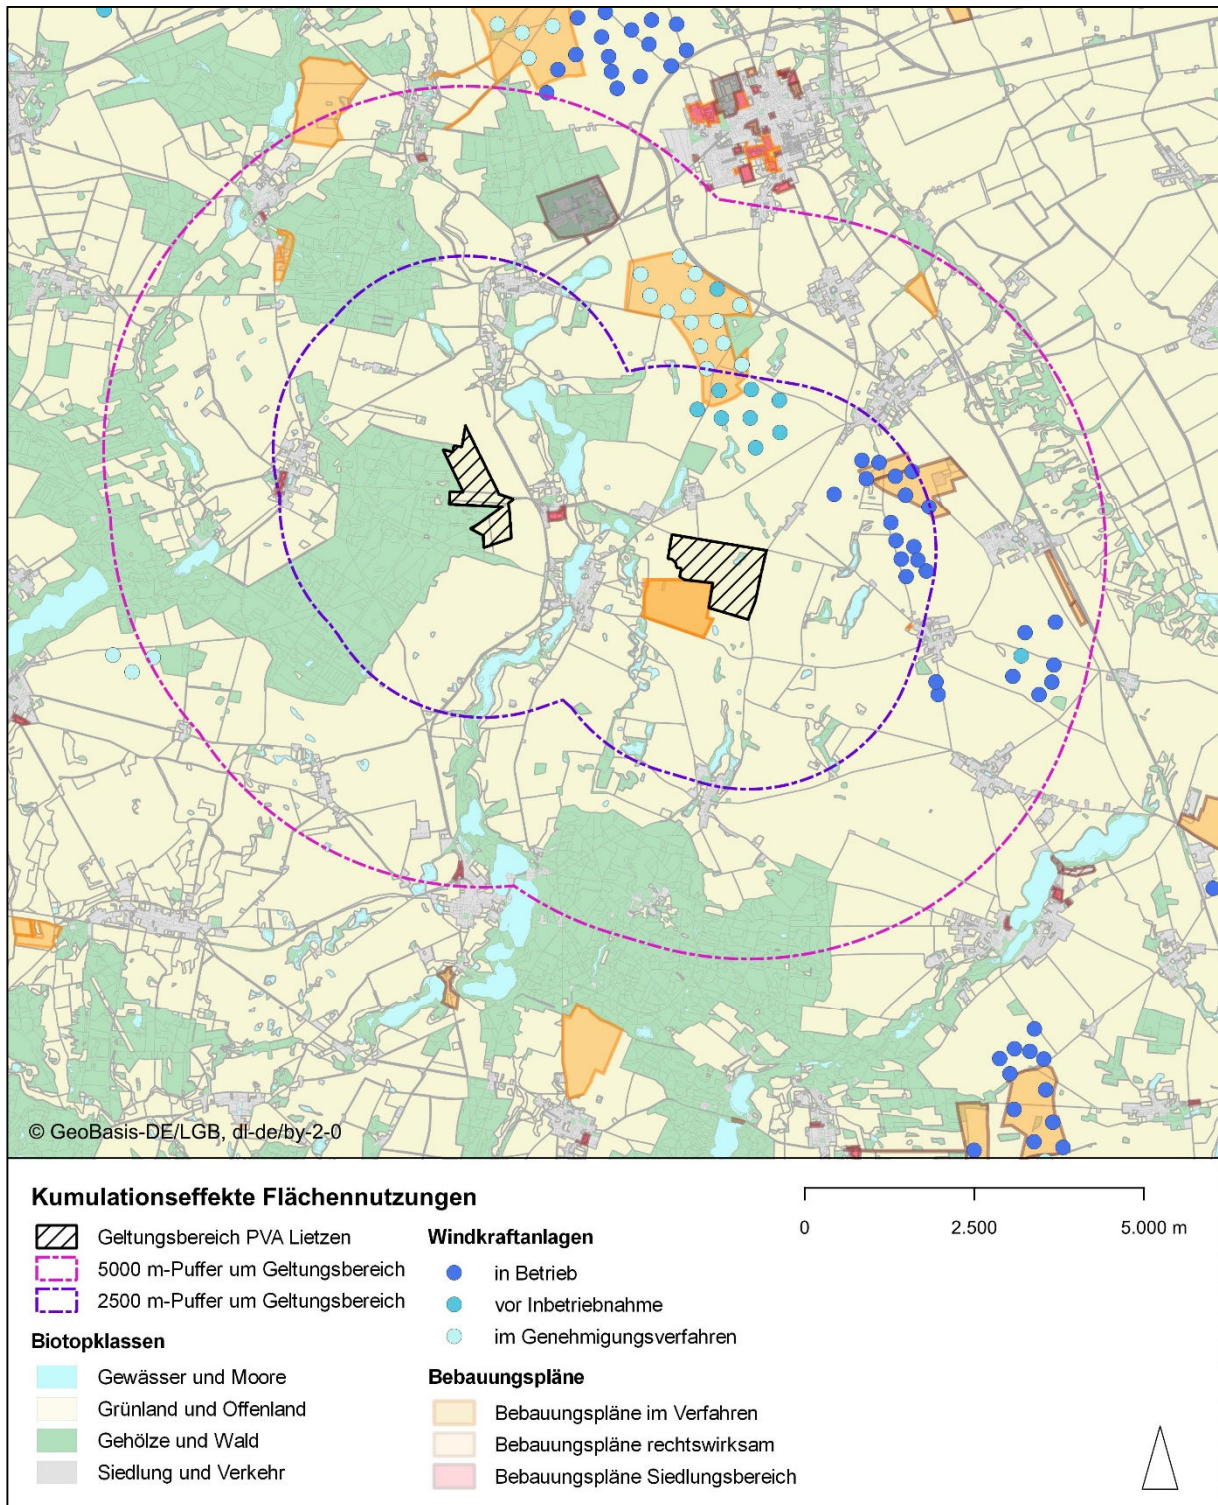 © GeoBasis-DE/LGB, dl-de/by-2-0
Kumulationseffekte Flächennutzungen
Geltungsbereich PVA Lietzen
5000 m-Puffer um Geltungsbereich
2500 m-Puffer um Geltungsbereich
Biotopklassen
Gewässer und Moore
Grünland und Offenland
Gehölze und Wald
Siedlung und Verkehr
Windkraftanlagen
in Betrieb
vor Inbetriebnahme
im Genehmigungsverfahren
Bebauungspläne
Bebauungspläne im Verfahren
Bebauungspläne rechtswirksam
Bebauungspläne Siedlungsbereich
0 2.500 5.000 m